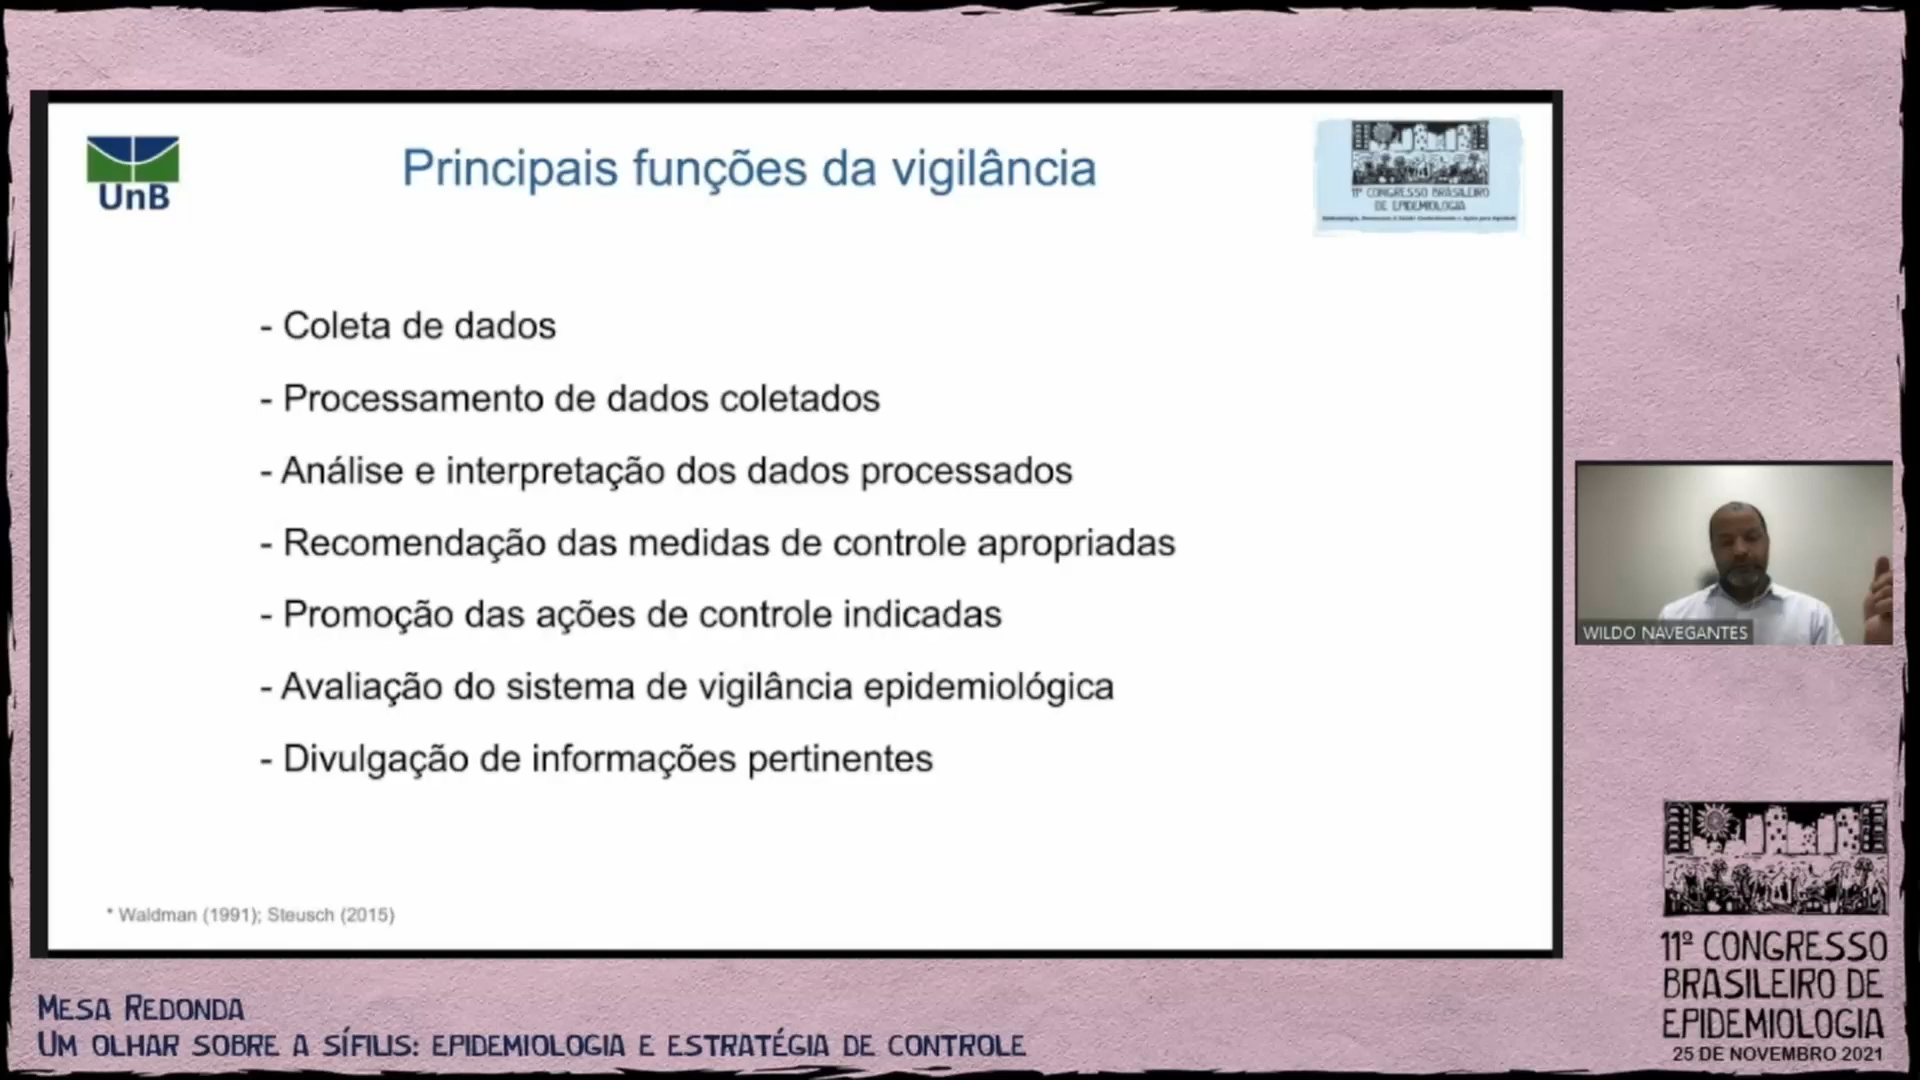 UnB
Principais funções da vigilância
11º CONGRESSO BRASILEIRO
DE EPIDEMIOLOGIA
- Coleta de dados
- Processamento de dados coletados
- Análise e interpretação dos dados processados
- Recomendação das medidas de controle apropriadas
- Promoção das ações de controle indicadas
- Avaliação do sistema de vigilância epidemiológica
- Divulgação de informações pertinentes
* Waldman (1991); Steusch (2015)
WILDO NAVEGANTES
MESA REDONDA
UM OLHAR SOBRE A SÍFILIS: EPIDEMIOLOGIA E ESTRATÉGIA DE CONTROLE
11º CONGRESSO
BRASILEIRO DE
EPIDEMIOLOGIA
25 DE NOVEMBRO 2021